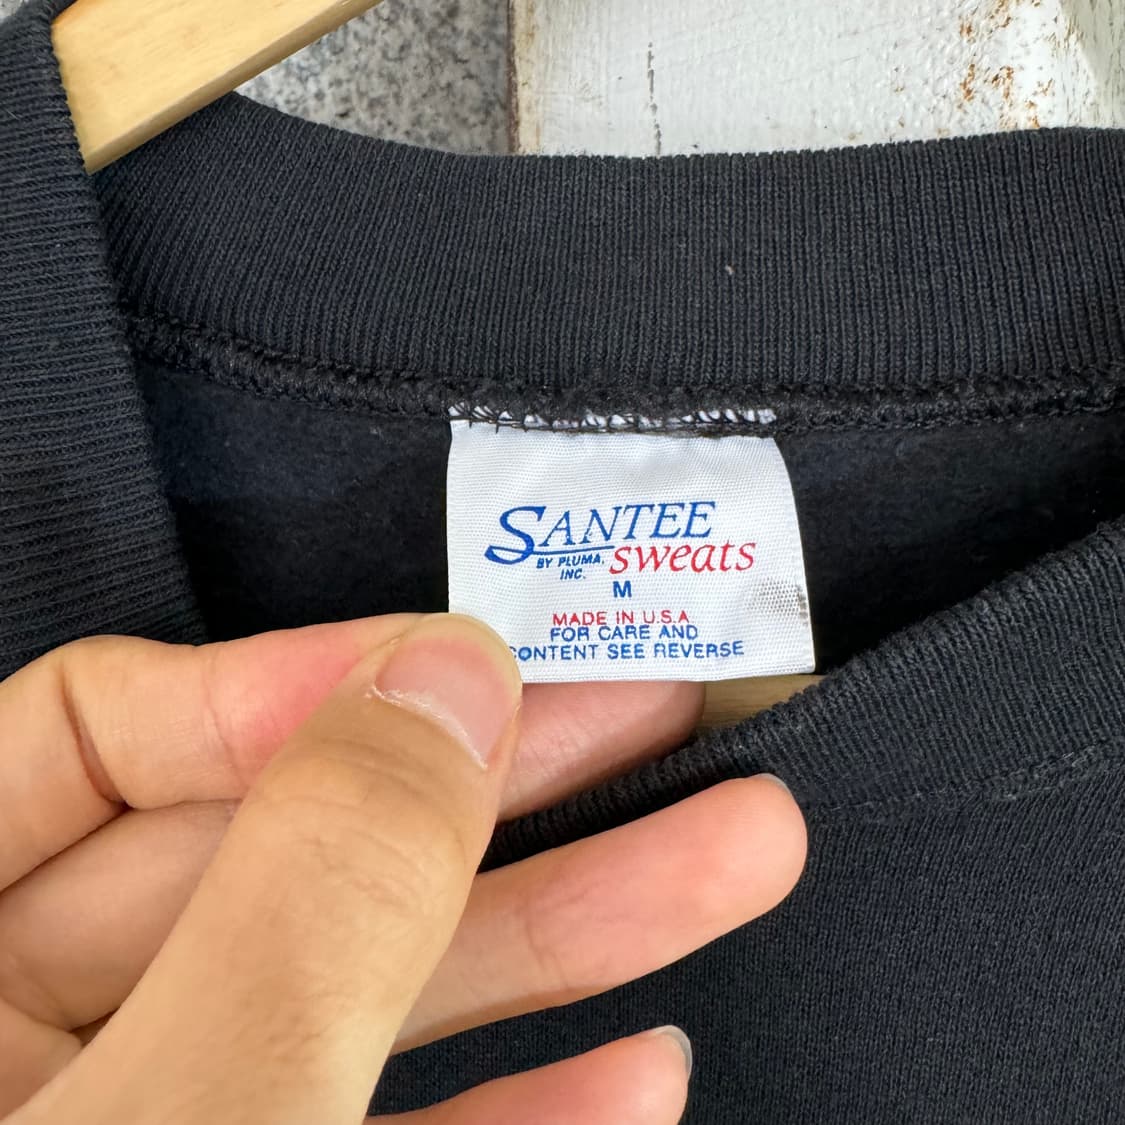 SANTEE
BY PLUMA, sweats
INC.
M
MADE IN U.S.A
FOR CARE AND
CONTENT SEE REVERSE